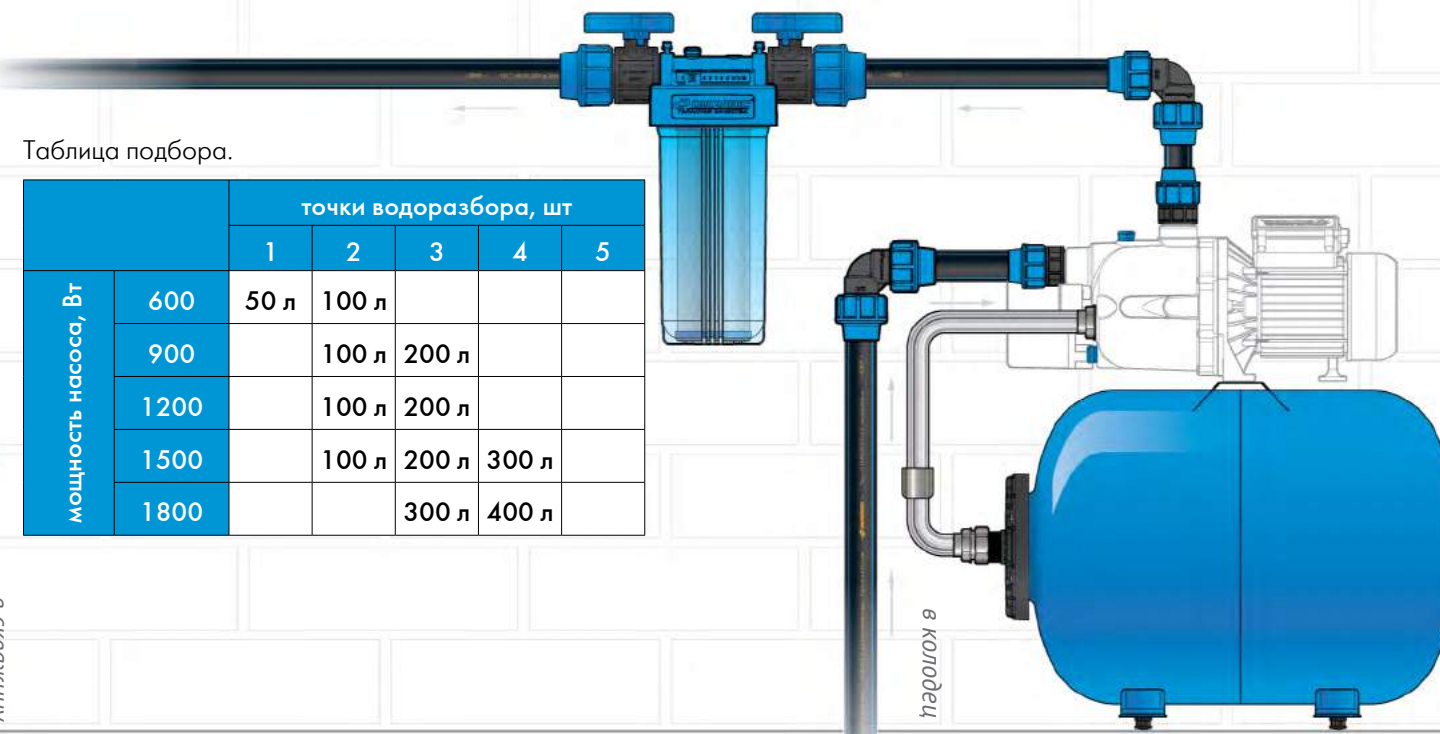 Таблица подбора.
точки водоразбора, шт
1 2 3 4 5
мощность насоса, Вт
600 50 л 100 л
900 100 л 200 л
1200 100 л 200 л
1500 100 л 200 л 300 л
1800 300 л 400 л
в колодец